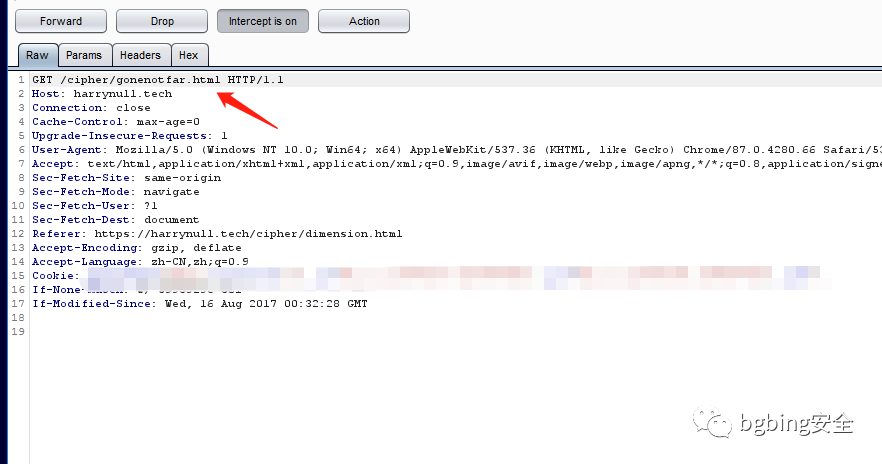 Forward Drop Intercept is on Action
Raw Params Headers Hex
1 GET /cipher/gonenotfar.html HTTP/1.1
2 Host: harrynull.tech
3 Connection: close
4 Cache-Control: max-age=0
5 Upgrade-Insecure-Requests: 1
6 User-Agent: Mozilla/5.0 (Windows NT 10.0; Win64; x64) AppleWebKit/537.36 (KHTML, like Gecko) Chrome/87.0.4280.66 Safari/53
7 Accept: text/html,application/xhtml+xml,application/xml;q=0.9,image/avif,image/webp,image/apng,*/*;q=0.8,application/signe
8 Sec-Fetch-Site: same-origin
9 Sec-Fetch-Mode: navigate
10 Sec-Fetch-User: ?1
11 Sec-Fetch-Dest: document
12 Referer: https://harrynull.tech/cipher/dimension.html
13 Accept-Encoding: gzip, deflate
14 Accept-Language: zh-CN,zh;q=0.9
15 Cookie:
16
17 If-Modified-Since: Wed, 16 Aug 2017 00:32:28 GMT
18
19
bgbing安全